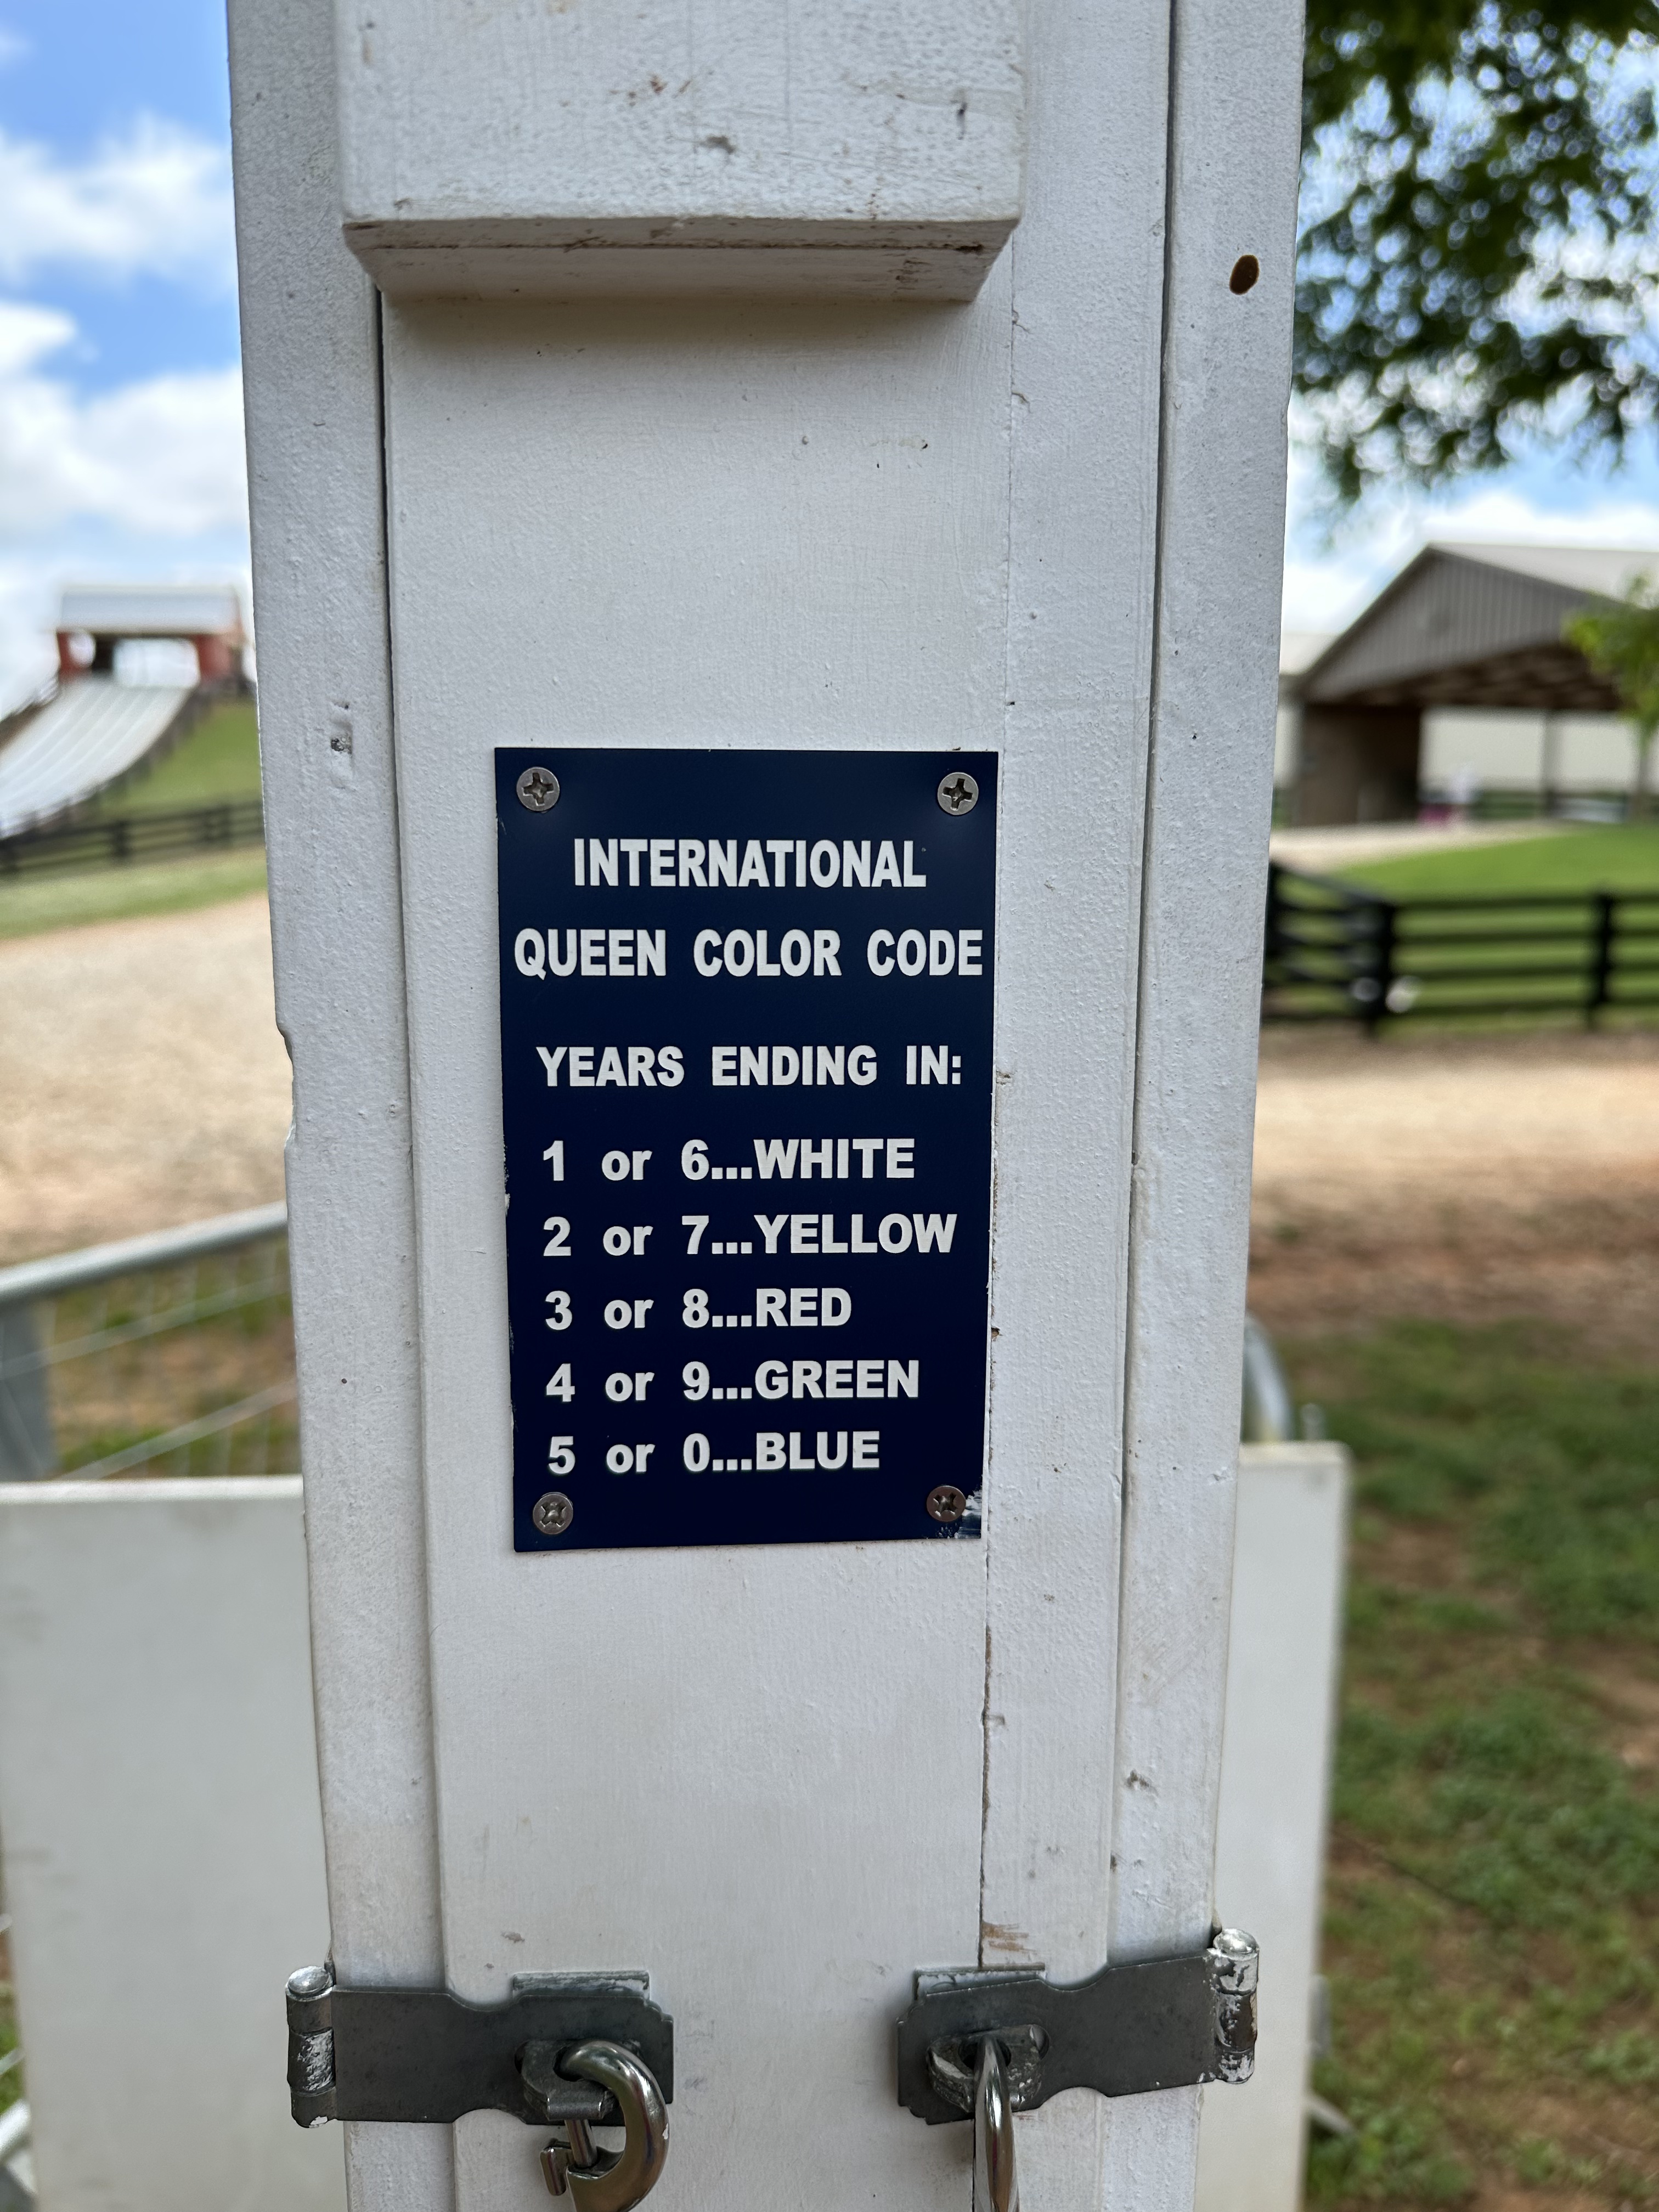 INTERNATIONAL
QUEEN COLOR CODE
YEARS ENDING IN:
1 or 6...WHITE
2 or 7...YELLOW
3 or 8...RED
4 or 9...GREEN
5 or 0...BLUE